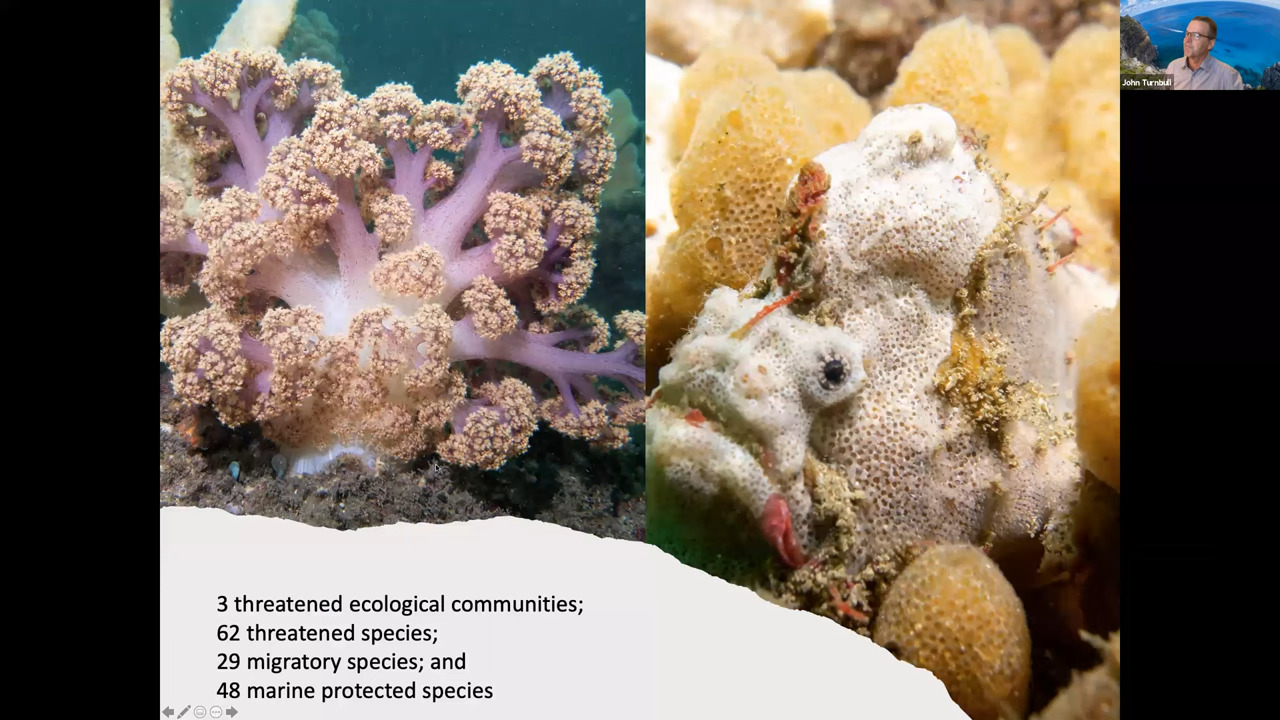 John Turnbull
3 threatened ecological communities;
62 threatened species;
29 migratory species; and
48 marine protected species